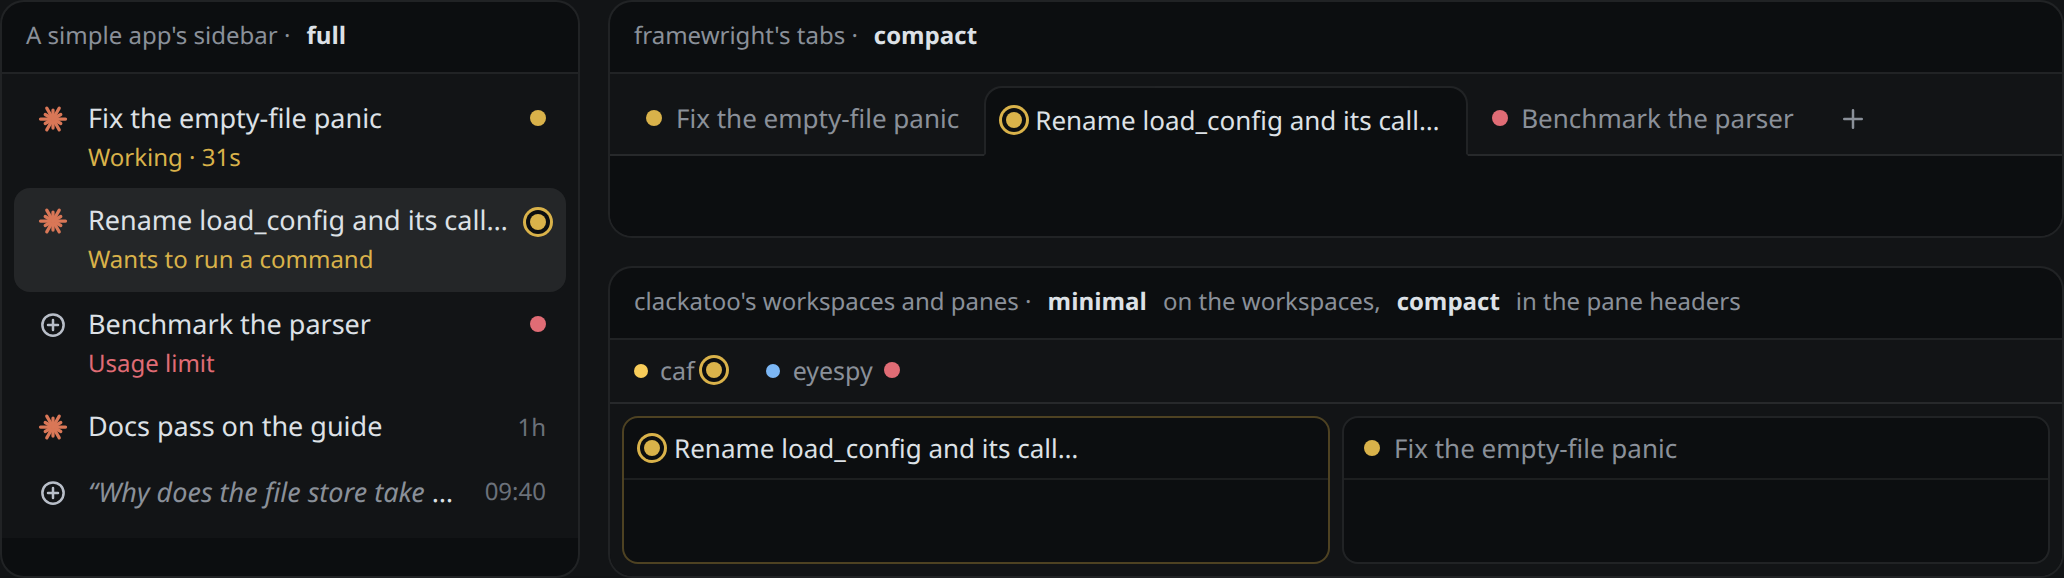 A simple app's sidebar · full
Fix the empty-file panic
Working · 31s
Rename load_config and its call...
Wants to run a command
Benchmark the parser
Usage limit
Docs pass on the guide 1h
“Why does the file store take ... 09:40
framewright's tabs · compact
Fix the empty-file panic Rename load_config and its call... Benchmark the parser +
clackatoo's workspaces and panes · minimal on the workspaces, compact in the pane headers
caf eyespy
Rename load_config and its call... Fix the empty-file panic